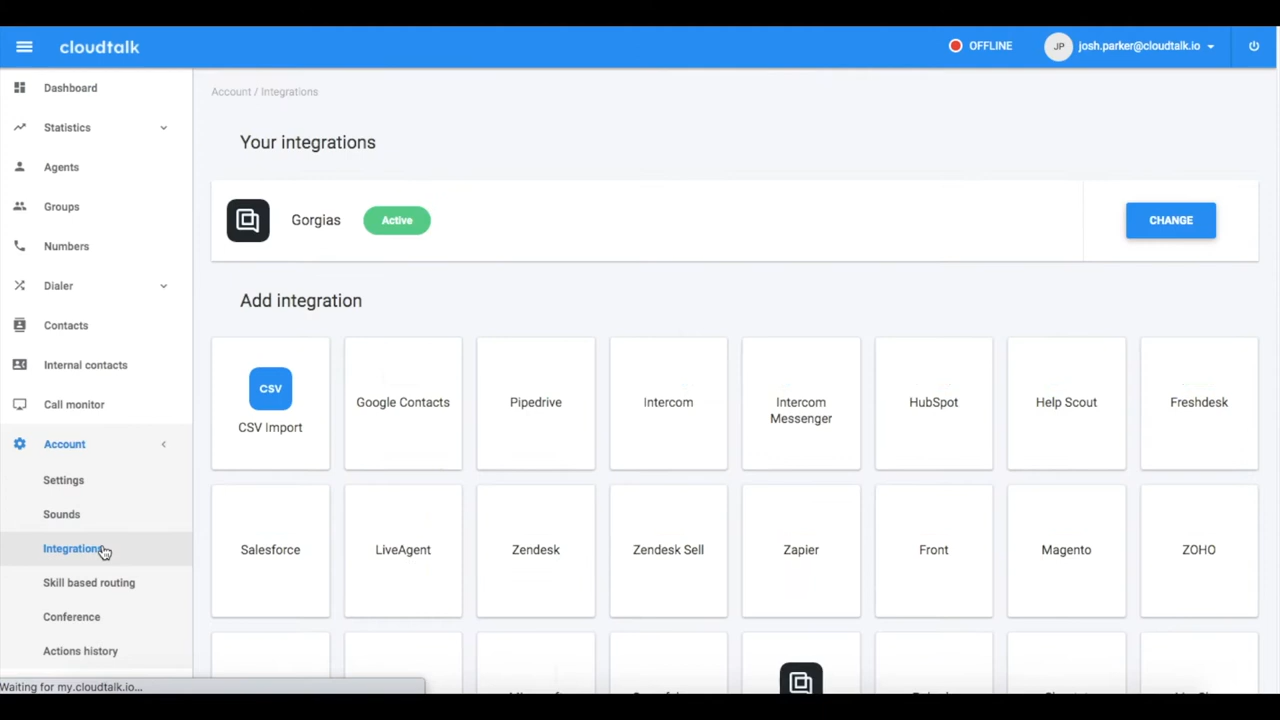 cloudtalk
OFFLINE
JP
josh.parker@cloudtalk.io
Dashboard
Statistics
Agents
Groups
Numbers
Dialer
Contacts
Internal contacts
Call monitor
Account
Settings
Sounds
Integrations
Skill based routing
Conference
Actions history
Waiting for my.cloudtalk.io...
Account / Integrations
Your integrations
Gorgias
Active
CHANGE
Add integration
CSV
CSV Import
Google Contacts
Pipedrive
Intercom
Intercom
Messenger
HubSpot
Help Scout
Freshdesk
Salesforce
LiveAgent
Zendesk
Zendesk Sell
Zapier
Front
Magento
ZOHO